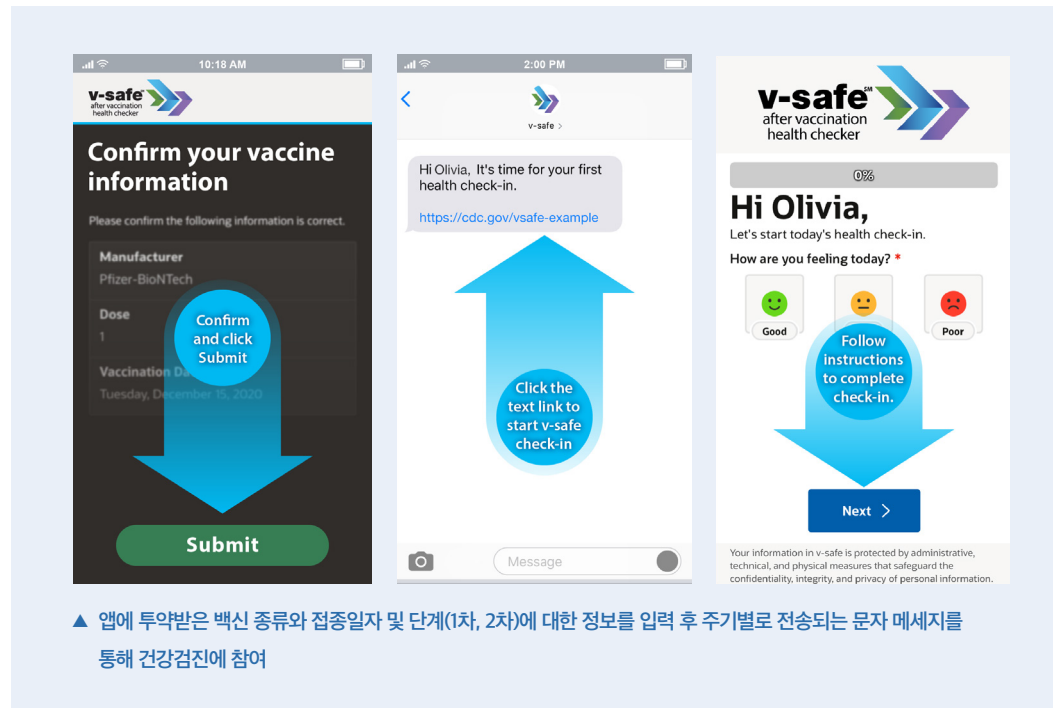 10:18 AM
v-safe
after vaccination
health checker
Confirm your vaccine
information
Please confirm the following information is correct.
Manufacturer
Pfizer-BioNTech
Dose
1
Vaccination Da
Tuesday, December 15, 2020
Confirm
and click
Submit
Submit
2:00 PM
v-safe >
Hi Olivia, It's time for your first
health check-in.
https://cdc.gov/vsafe-example
Click the
text link to
start v-safe
check-in
Message
v-safe℠
after vaccination
health checker
0%
Hi Olivia,
Let's start today's health check-in.
How are you feeling today? *
Good
Poor
Follow
instructions
to complete
check-in.
Next >
Your information in v-safe is protected by administrative,
technical, and physical measures that safeguard the
confidentiality, integrity, and privacy of personal information.
▲ 앱에 투약받은 백신 종류와 접종일자 및 단계(1차, 2차)에 대한 정보를 입력 후 주기별로 전송되는 문자 메세지를
통해 건강검진에 참여